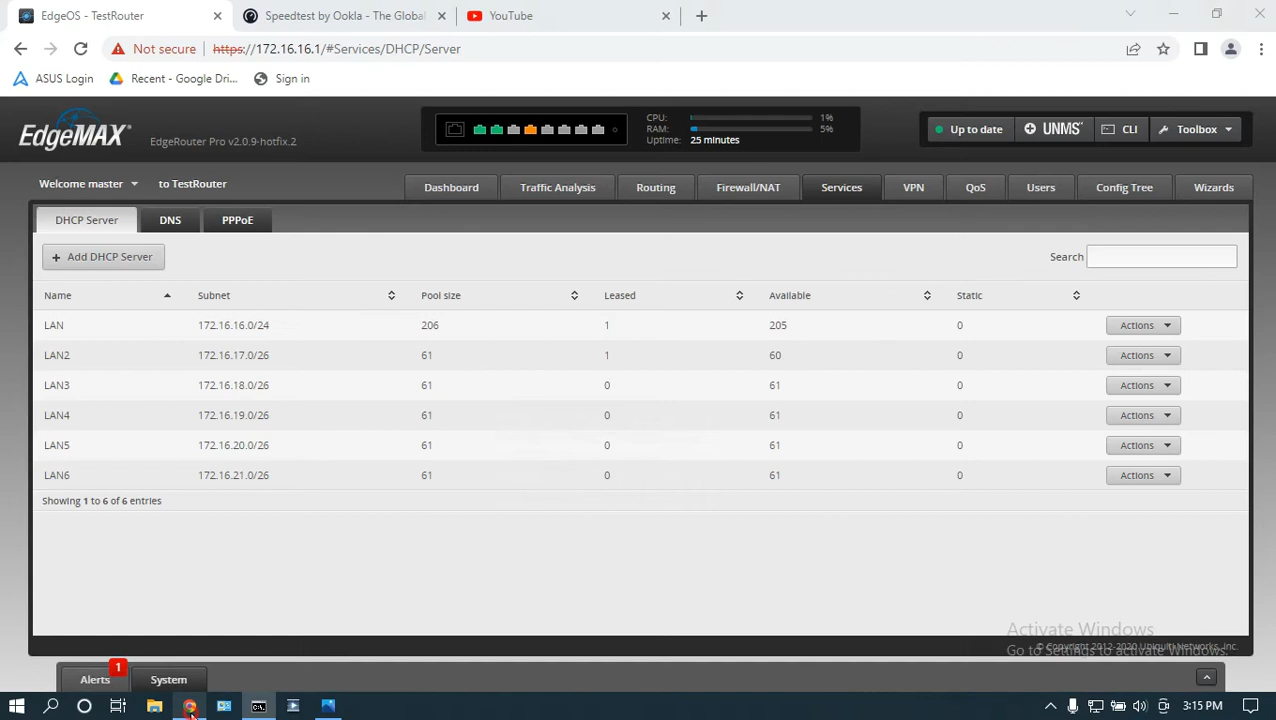 EdgeOS - TestRouter
Speedtest by Ookla - The Global
YouTube
Not secure https://172.16.16.1/#Services/DHCP/Server
ASUS Login Recent - Google Driv... Sign in
EdgeMAX® EdgeRouter Pro v2.0.9-hotfix.2
CPU: 1%
RAM: 5%
Uptime: 25 minutes
Up to date UNMS™ CLI Toolbox
Welcome master to TestRouter
Dashboard Traffic Analysis Routing Firewall/NAT Services VPN QoS Users Config Tree Wizards
DHCP Server DNS PPPoE
+ Add DHCP Server Search
Name Subnet Pool size Leased Available Static
LAN 172.16.16.0/24 206 1 205 0 Actions
LAN2 172.16.17.0/26 61 1 60 0 Actions
LAN3 172.16.18.0/26 61 0 61 0 Actions
LAN4 172.16.19.0/26 61 0 61 0 Actions
LAN5 172.16.20.0/26 61 0 61 0 Actions
LAN6 172.16.21.0/26 61 0 61 0 Actions
Showing 1 to 6 of 6 entries
Activate Windows
Go to Settings to activate Windows.
© Copyright 2012-2020 Ubiquiti Networks, Inc.
Alerts 1 System
3:15 PM